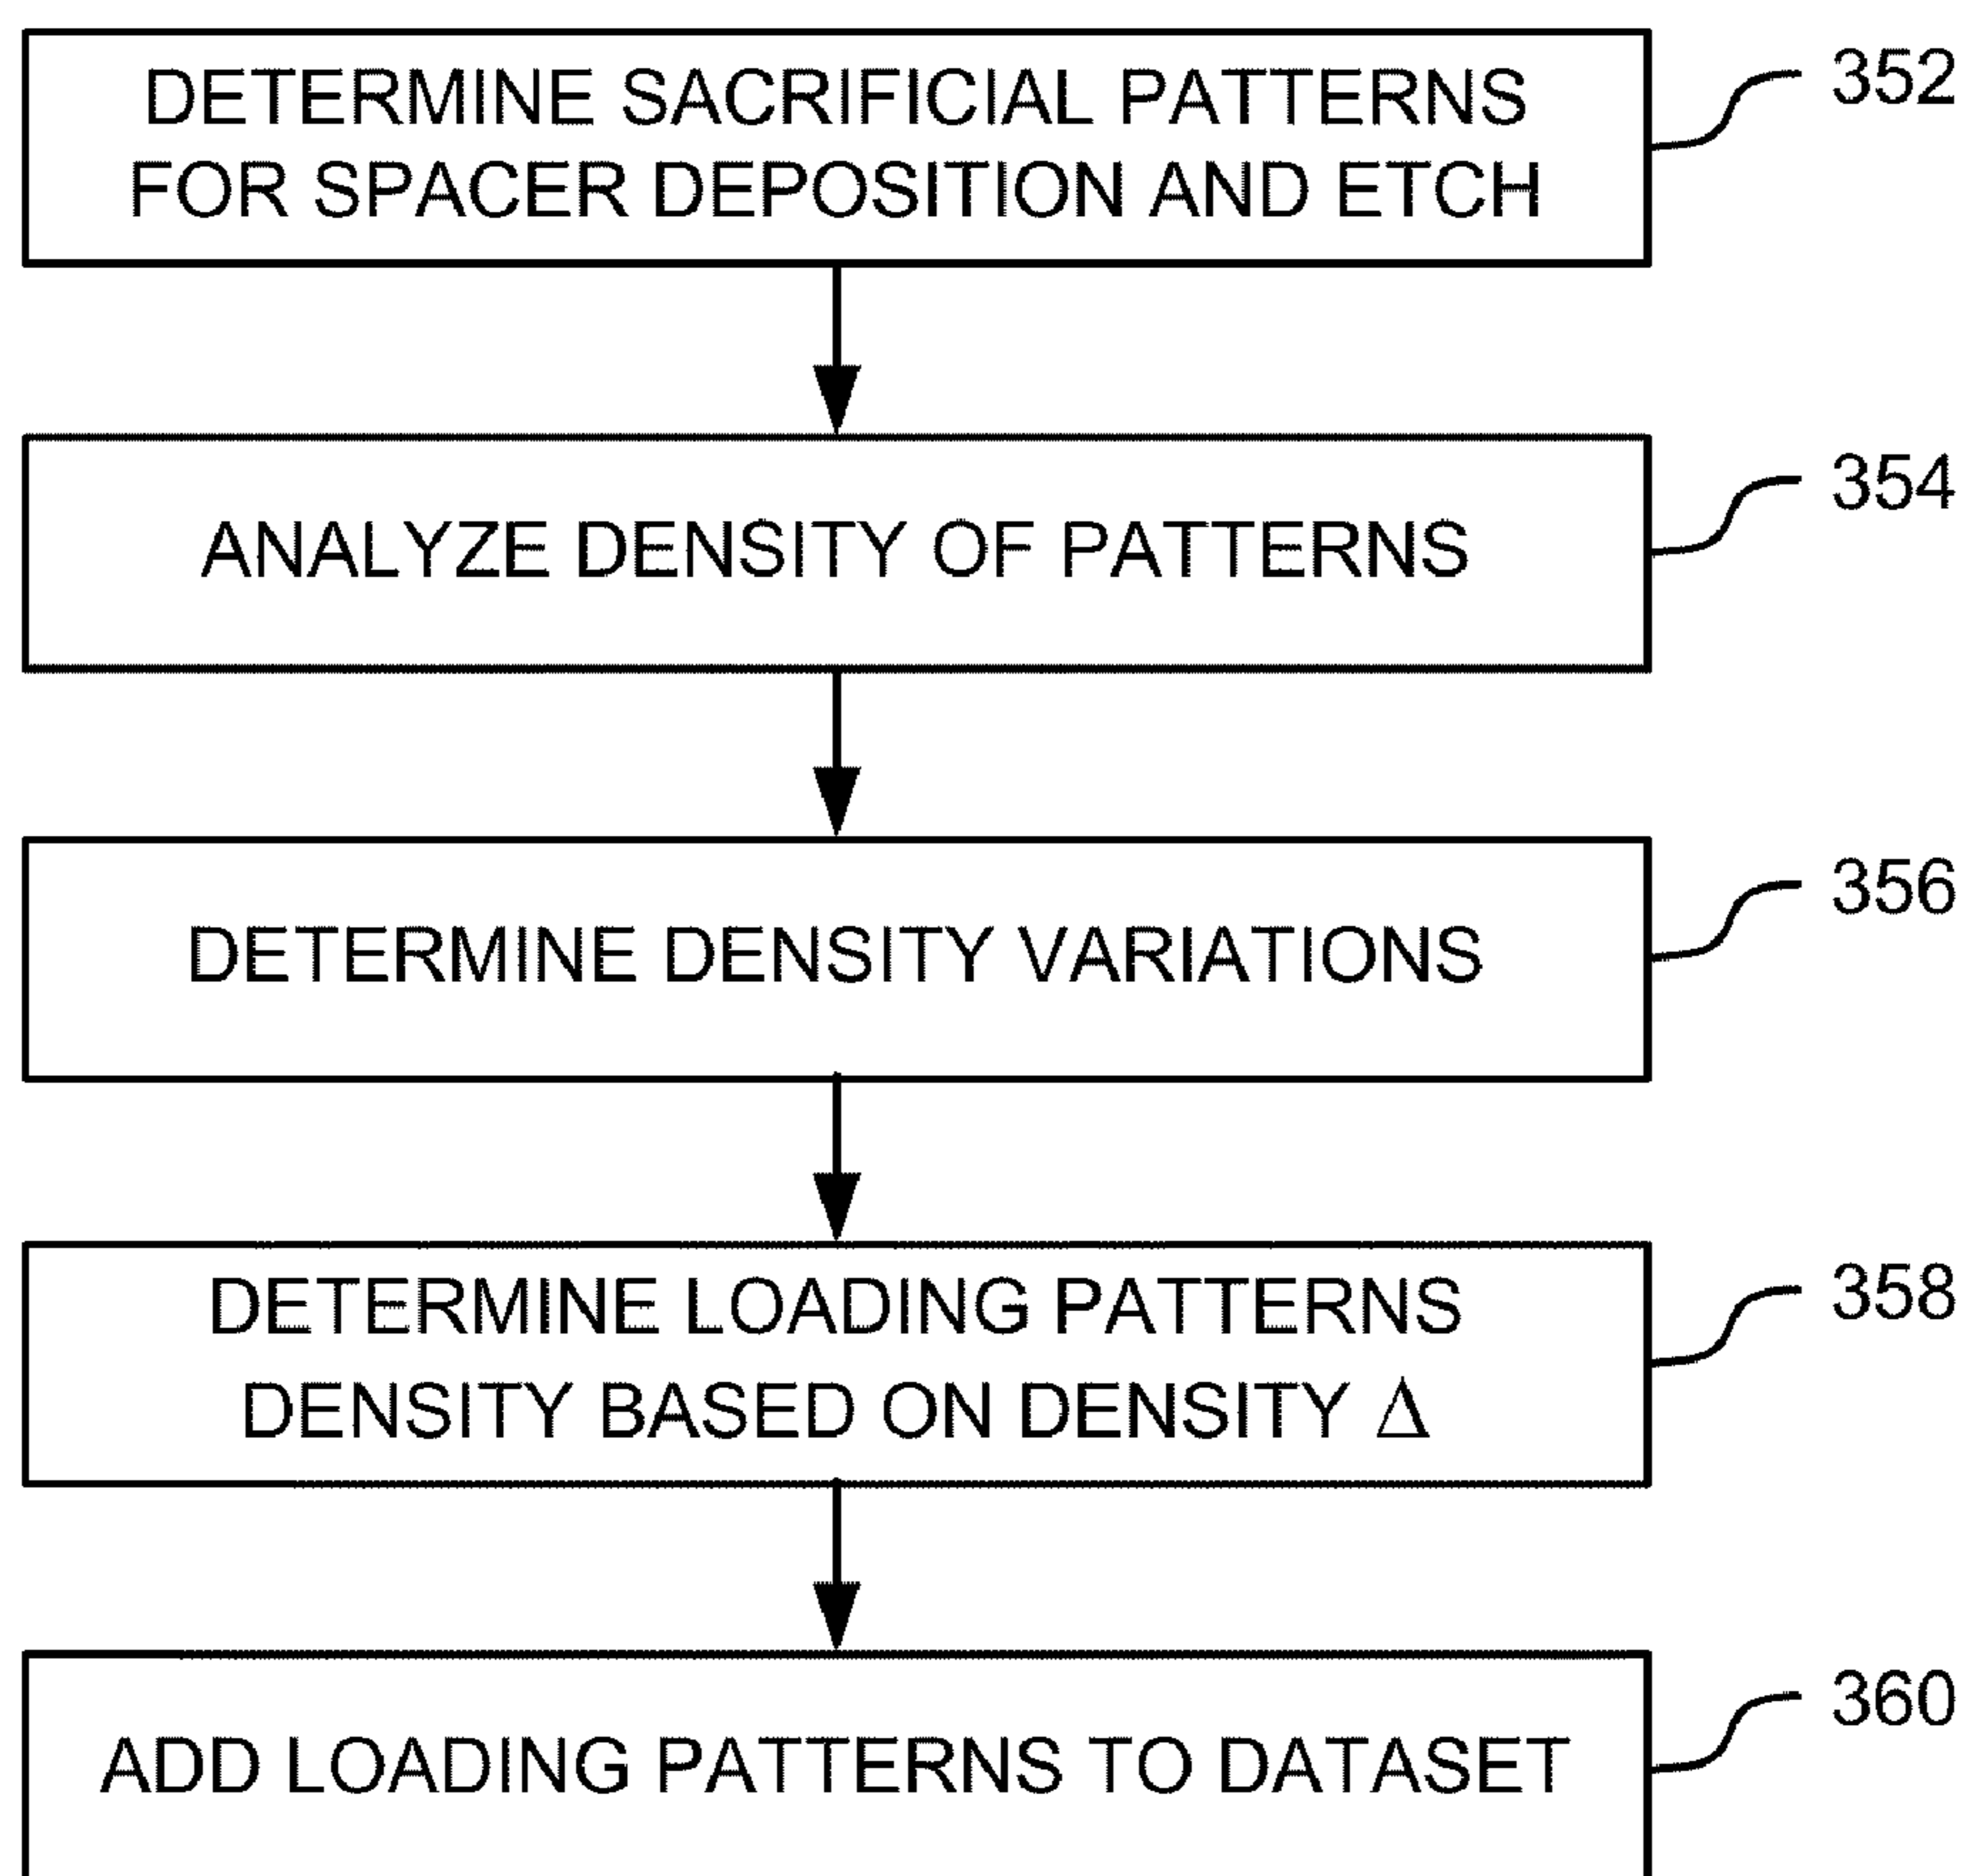 DETERMINE SACRIFICIAL PATTERNS
FOR SPACER DEPOSITION AND ETCH
352
ANALYZE DENSITY OF PATTERNS
354
DETERMINE DENSITY VARIATIONS
356
DETERMINE LOADING PATTERNS
DENSITY BASED ON DENSITY Δ
358
ADD LOADING PATTERNS TO DATASET
360